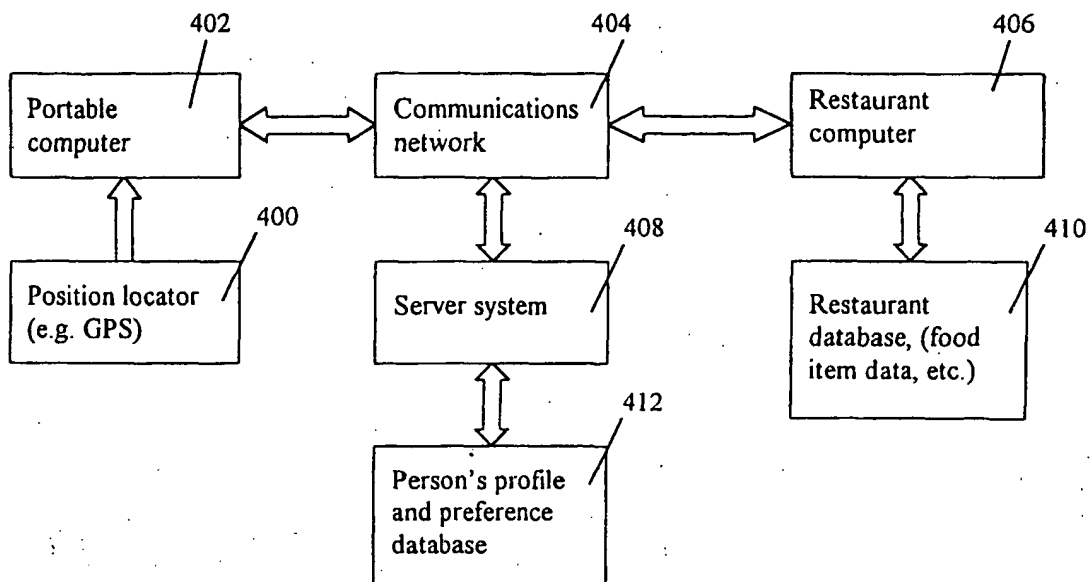 402
404
406
Portable
computer
Communications
network
Restaurant
computer
400
408
410
Position locator
(e.g. GPS)
Server system
Restaurant
database, (food
item data, etc.)
412
Person's profile
and preference
database